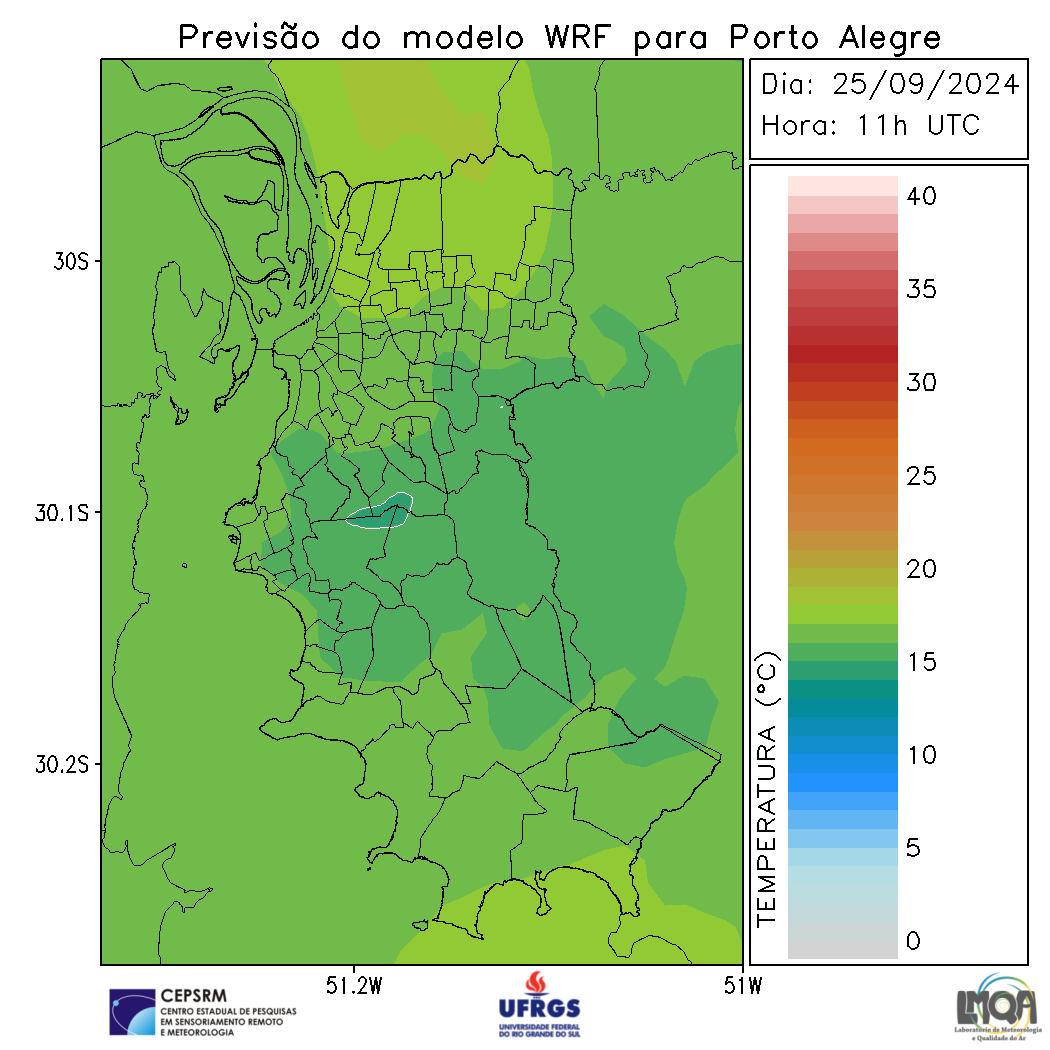 Previsão do modelo WRF para Porto Alegre
Dia: 25/09/2024
Hora: 11h UTC
30S
30.1S
30.2S
51.2W
51W
TEMPERATURA (°C)
40
35
30
25
20
15
10
5
0
CEPSRM
CENTRO ESTADUAL DE PESQUISAS
EM SENSORIAMENTO REMOTO
E METEOROLOGIA
UFRGS
UNIVERSIDADE FEDERAL
DO RIO GRANDE DO SUL
LMQA
Laboratório de Meteorologia
e Qualidade do Ar